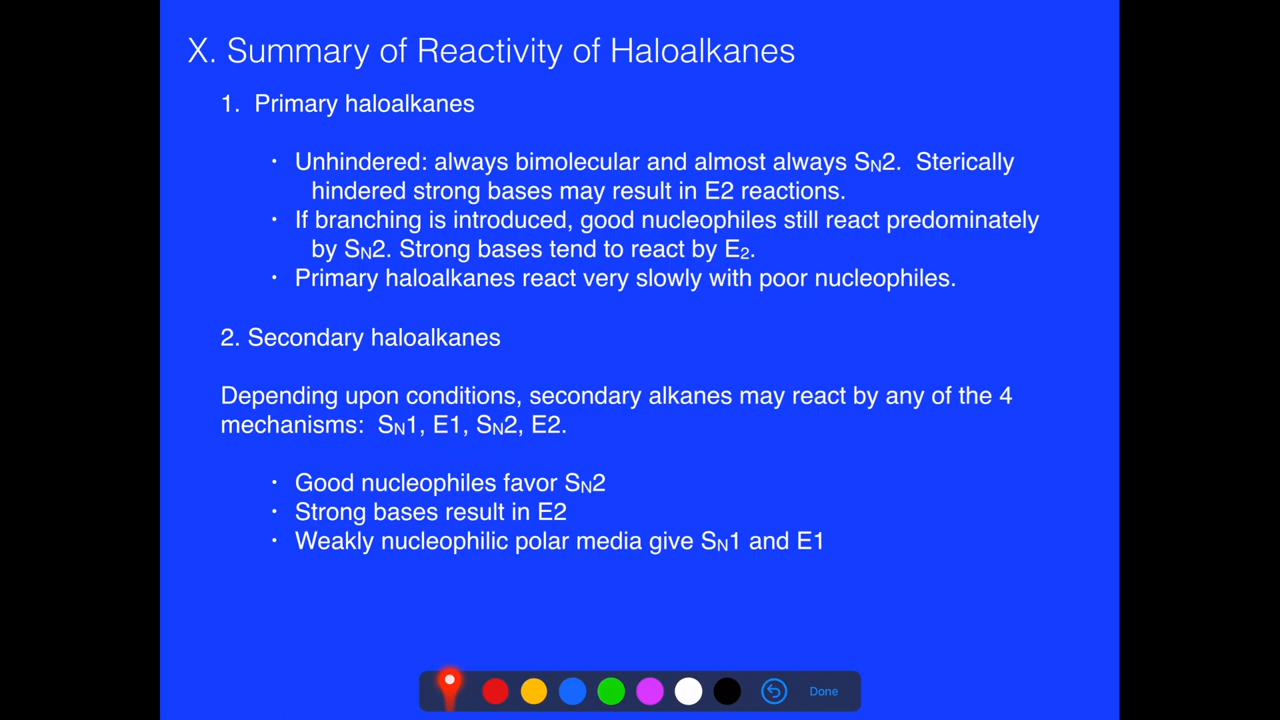 X. Summary of Reactivity of Haloalkanes
1. Primary haloalkanes
• Unhindered: always bimolecular and almost always SN2. Sterically
hindered strong bases may result in E2 reactions.
• If branching is introduced, good nucleophiles still react predominately
by SN2. Strong bases tend to react by E2.
• Primary haloalkanes react very slowly with poor nucleophiles.
2. Secondary haloalkanes
Depending upon conditions, secondary alkanes may react by any of the 4
mechanisms: SN1, E1, SN2, E2.
• Good nucleophiles favor SN2
• Strong bases result in E2
• Weakly nucleophilic polar media give SN1 and E1
Done